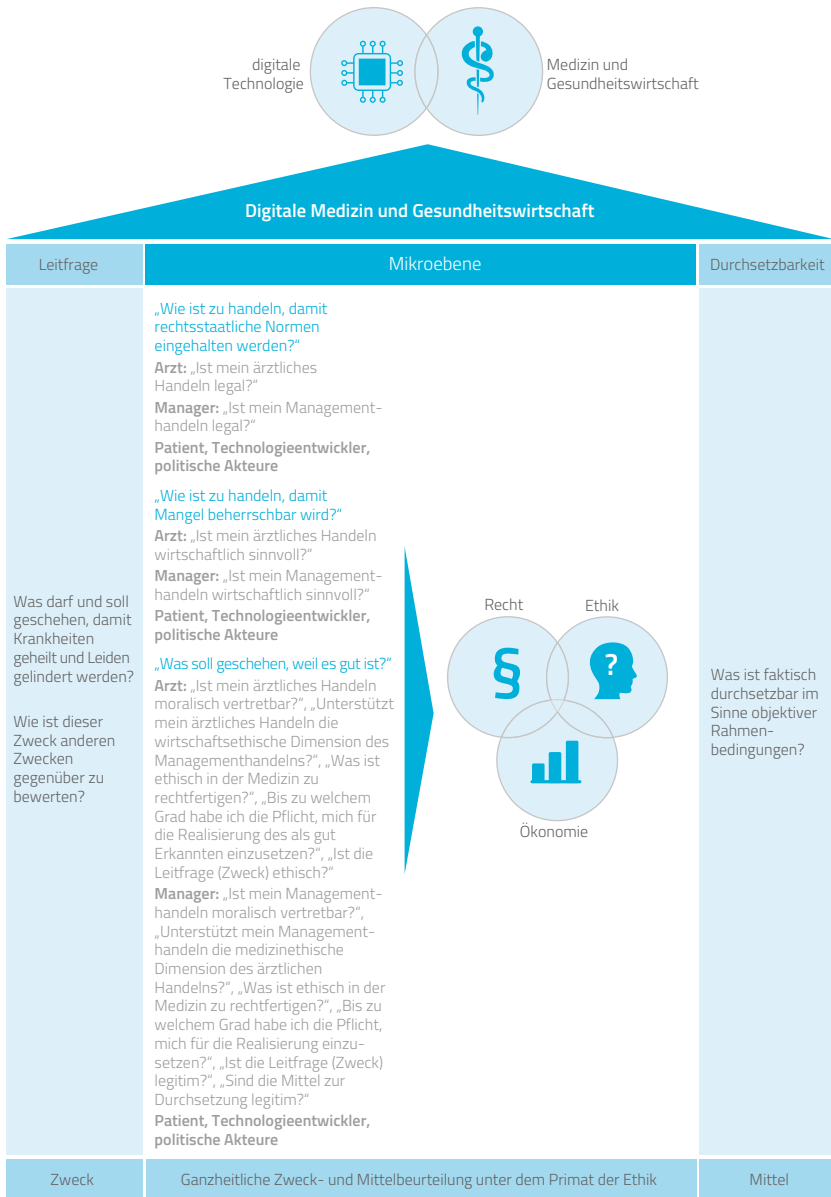 digitale
Technologie
Medizin und
Gesundheitswirtschaft
Digitale Medizin und Gesundheitswirtschaft
Leitfrage
Mikroebene
Durchsetzbarkeit
Was darf und soll
geschehen, damit
Krankheiten
geheilt und Leiden
gelindert werden?
Wie ist dieser
Zweck anderen
Zwecken
gegenüber zu
bewerten?
„Wie ist zu handeln, damit
rechtsstaatliche Normen
eingehalten werden?“
Arzt: „Ist mein ärztliches
Handeln legal?“
Manager: „Ist mein Management-
handeln legal?“
Patient, Technologieentwickler,
politische Akteure
„Wie ist zu handeln, damit
Mangel beherrschbar wird?“
Arzt: „Ist mein ärztliches Handeln
wirtschaftlich sinnvoll?“
Manager: „Ist mein Management-
handeln wirtschaftlich sinnvoll?“
Patient, Technologieentwickler,
politische Akteure
„Was soll geschehen, weil es gut ist?“
Arzt: „Ist mein ärztliches Handeln
moralisch vertretbar?“, „Unterstützt
mein ärztliches Handeln die
wirtschaftsethische Dimension des
Managementhandelns?“, „Was ist
ethisch in der Medizin zu
rechtfertigen?“, „Bis zu welchem
Grad habe ich die Pflicht, mich für
die Realisierung des als gut
Erkannten einzusetzen?“, „Ist die
Leitfrage (Zweck) ethisch?“
Manager: „Ist mein Management-
handeln moralisch vertretbar?“,
„Unterstützt mein Management-
handeln die medizinethische
Dimension des ärztlichen
Handelns?“, „Was ist ethisch in der
Medizin zu rechtfertigen?“, „Bis zu
welchem Grad habe ich die Pflicht,
mich für die Realisierung einzu-
setzen?“, „Ist die Leitfrage (Zweck)
legitim?“, „Sind die Mittel zur
Durchsetzung legitim?“
Patient, Technologieentwickler,
politische Akteure
Recht
Ethik
§
?
Ökonomie
Was ist faktisch
durchsetzbar im
Sinne objektiver
Rahmen-
bedingungen?
Zweck
Ganzheitliche Zweck- und Mittelbeurteilung unter dem Primat der Ethik
Mittel